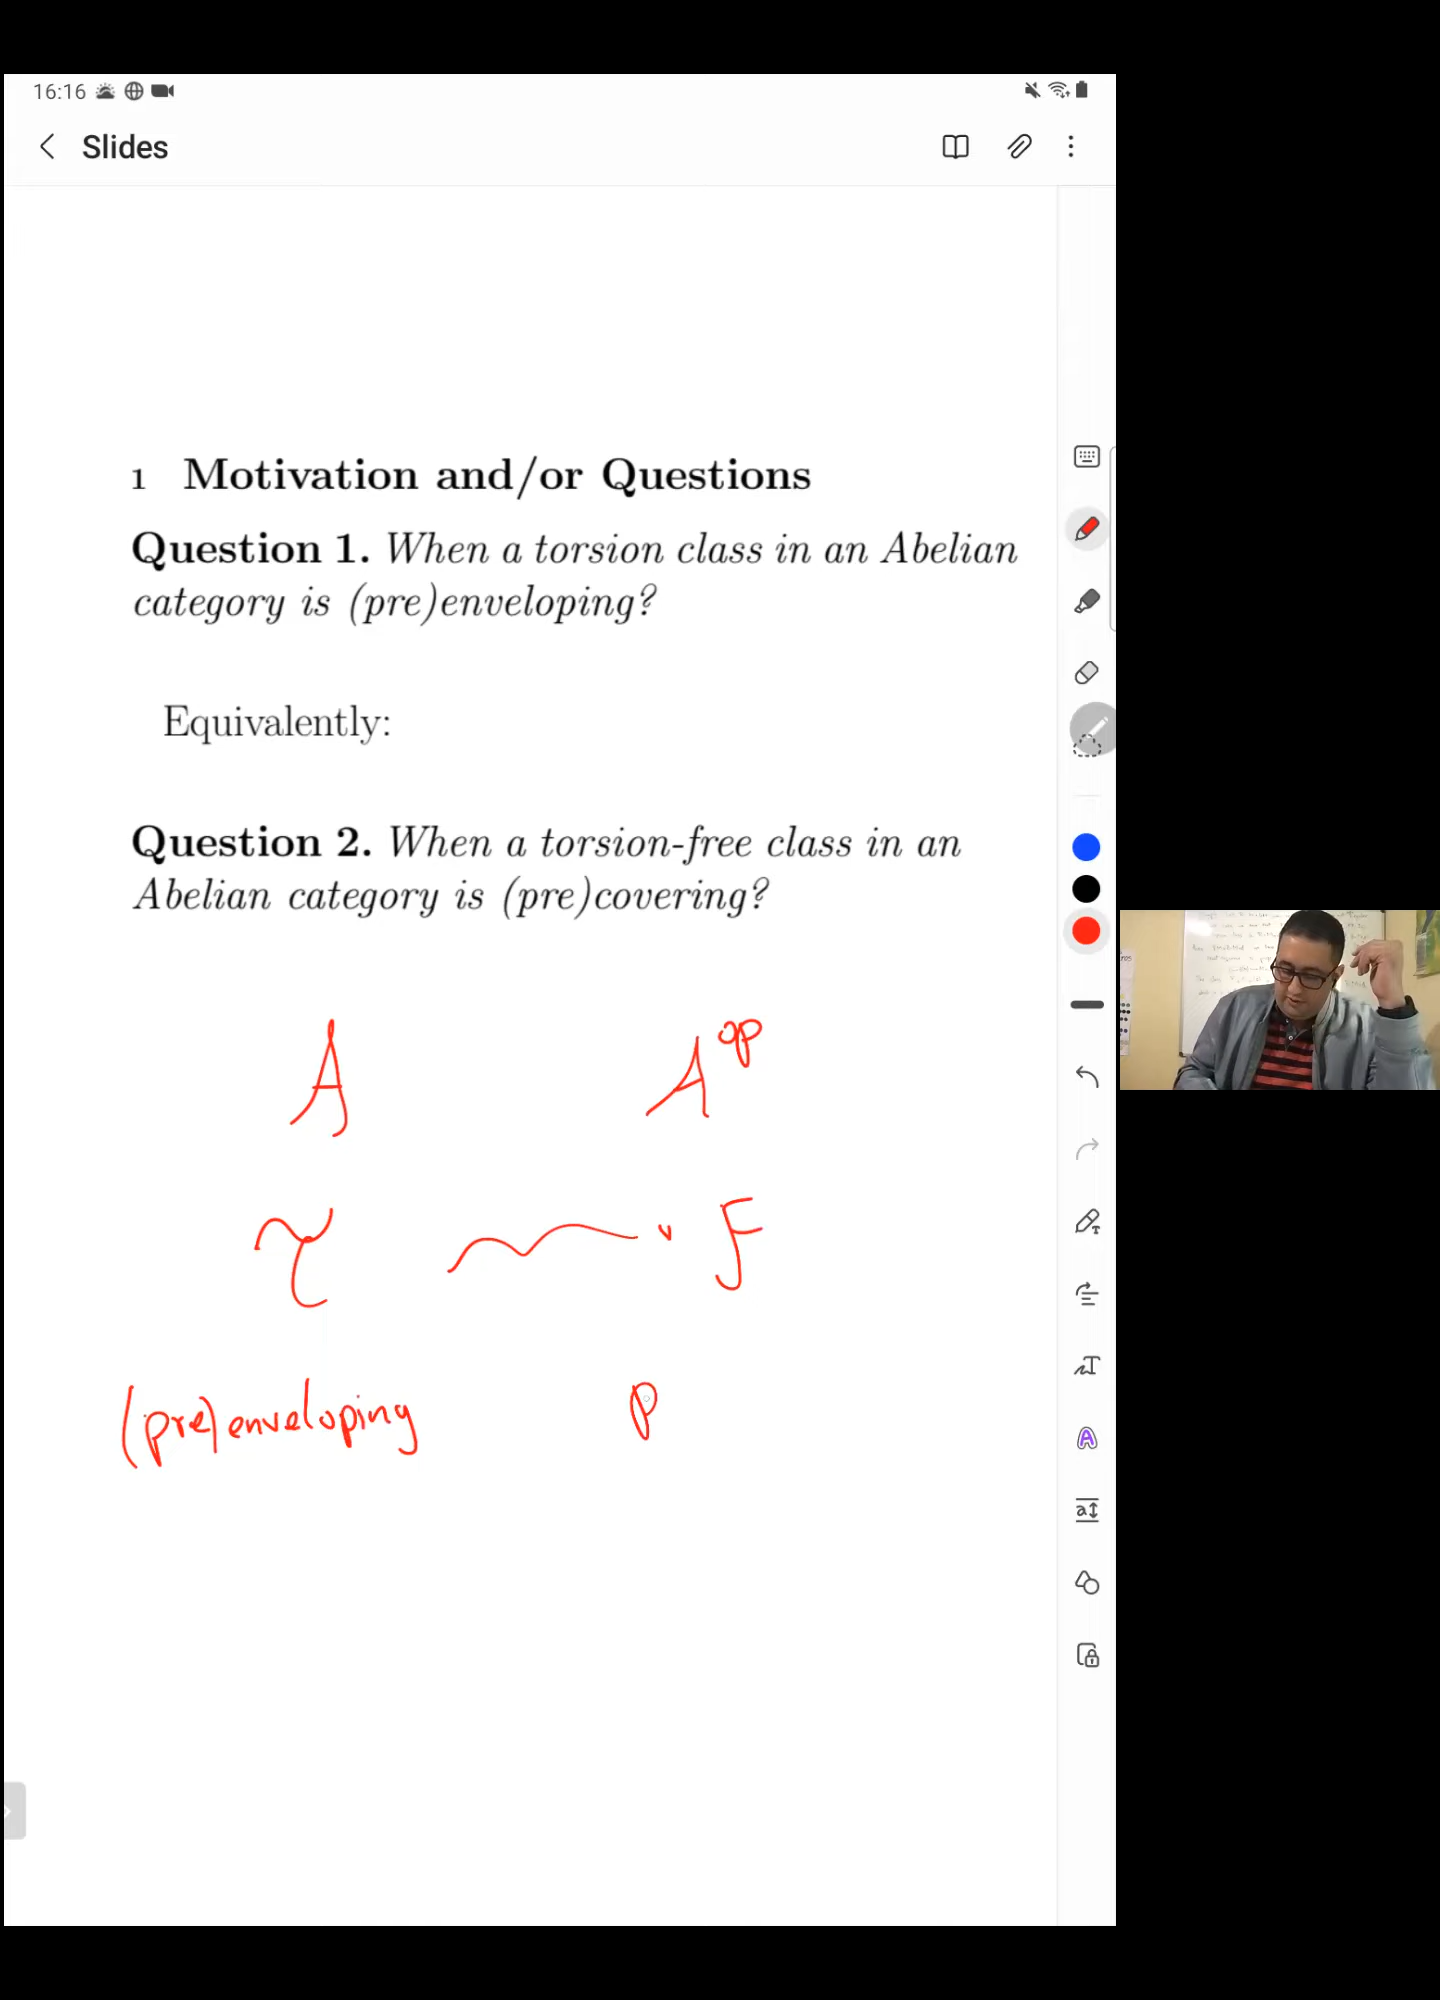 16:16
Slides
1 Motivation and/or Questions
Question 1. When a torsion class in an Abelian
category is (pre)enveloping?
Equivalently:
Question 2. When a torsion-free class in an
Abelian category is (pre)covering?
A A^op
τ F
(pre)enveloping p